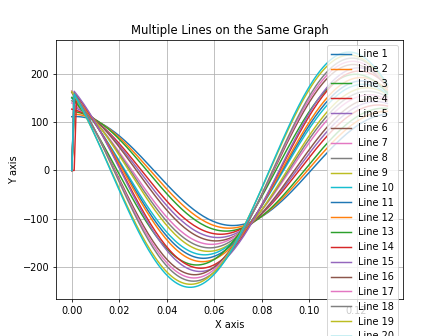 Multiple Lines on the Same Graph
Y axis
200
100
0
−100
−200
0.00
0.02
0.04
0.06
0.08
0.10
X axis
Line 1
Line 2
Line 3
Line 4
Line 5
Line 6
Line 7
Line 8
Line 9
Line 10
Line 11
Line 12
Line 13
Line 14
Line 15
Line 16
Line 17
Line 18
Line 19
Line 20